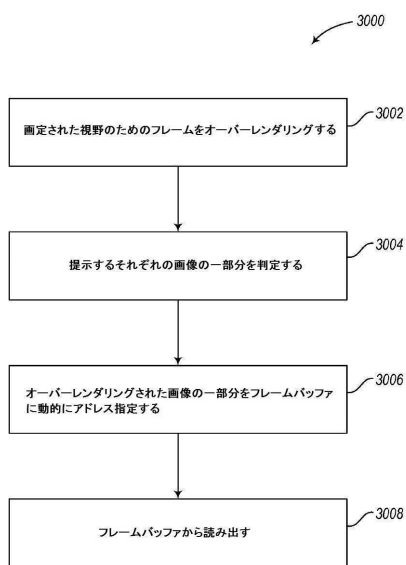 3000
画定された視野のためのフレームをオーバーレンダリングする
3002
提示するそれぞれの画像の一部分を判定する
3004
オーバーレンダリングされた画像の一部分をフレームバッファ
に動的にアドレス指定する
3006
フレームバッファから読み出す
3008